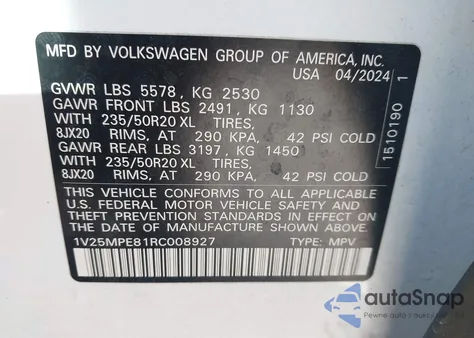 MFD BY VOLKSWAGEN GROUP OF AMERICA, INC.
USA 04/2024
GVWR LBS 5578, KG 2530
GAWR FRONT LBS 2491, KG 1130
WITH 235/50R20 XL TIRES,
8JX20 RIMS, AT 290 KPA, 42 PSI COLD
GAWR REAR LBS 3197, KG 1450
WITH 235/50R20 XL TIRES,
8JX20 RIMS, AT 290 KPA, 42 PSI COLD
THIS VEHICLE CONFORMS TO ALL APPLICABLE
U.S. FEDERAL MOTOR VEHICLE SAFETY AND
THEFT PREVENTION STANDARDS IN EFFECT ON THE
DATE OF MANUFACTURE SHOWN ABOVE.
1V25MPE81RC008927 TYPE: MPV
1510190 1
autoSnap
Pewne auta z aukcji